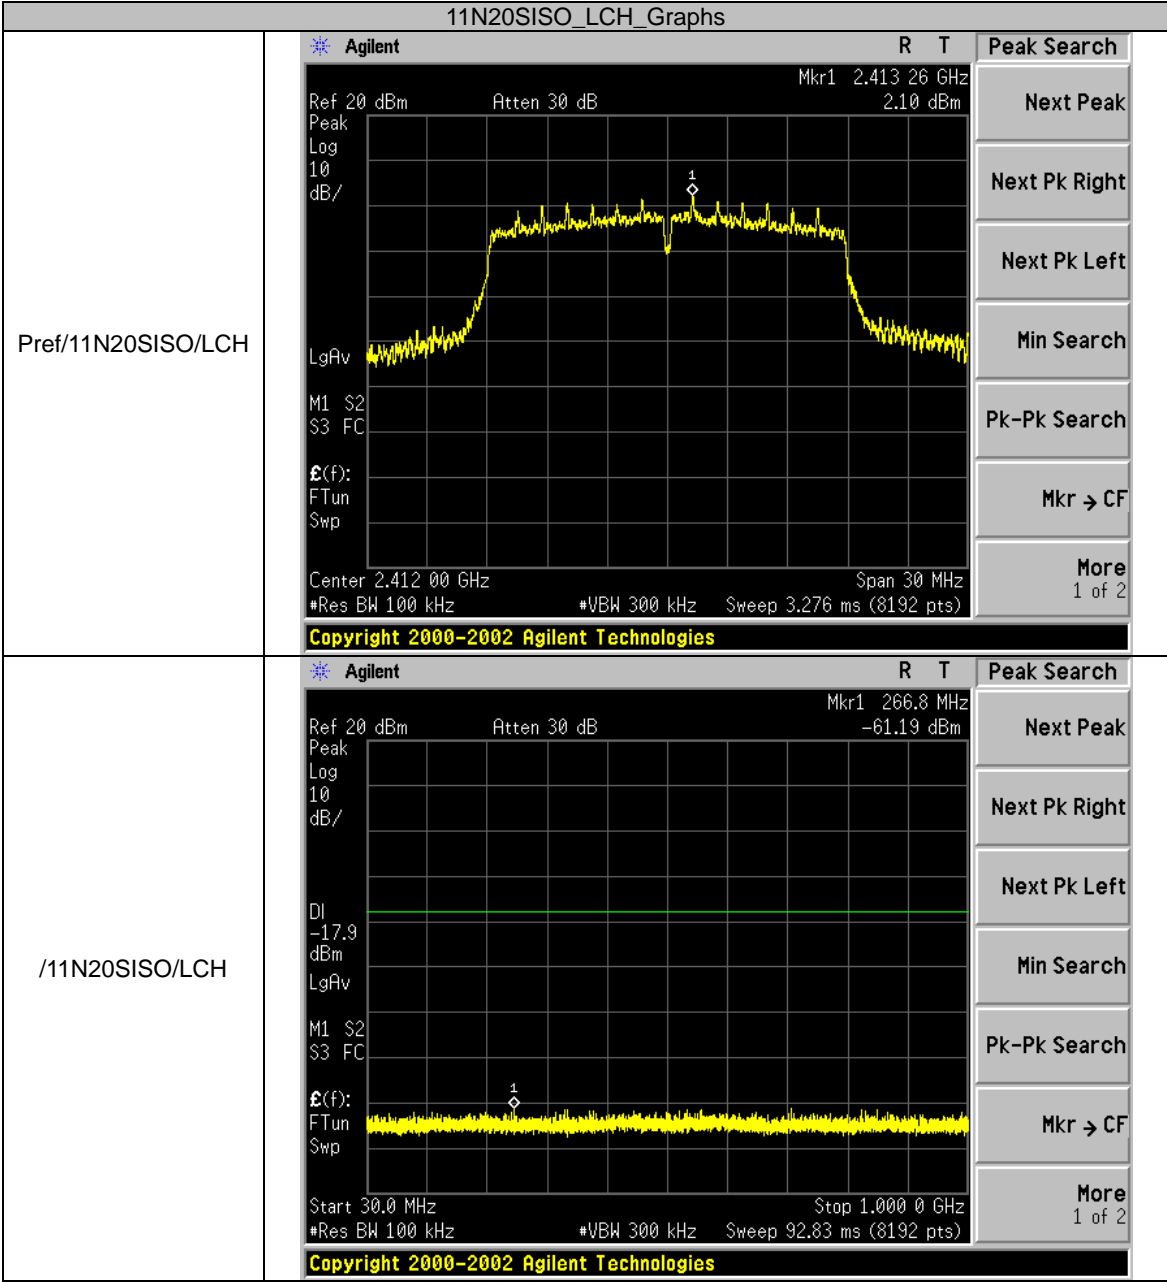 11N20SISO_LCH_Graphs
Pref/11N20SISO/LCH
Agilent R T Peak Search
Mkr1 2.413 26 GHz
Ref 20 dBm Atten 30 dB 2.10 dBm
Peak
Log
10
dB/
1
LgAv
M1 S2
S3 FC
£(f):
FTun
Swp
Center 2.412 00 GHz Span 30 MHz
#Res BW 100 kHz #VBW 300 kHz Sweep 3.276 ms (8192 pts)
Copyright 2000-2002 Agilent Technologies
Next Peak
Next Pk Right
Next Pk Left
Min Search
Pk-Pk Search
Mkr → CF
More
1 of 2
/11N20SISO/LCH
Agilent R T Peak Search
Mkr1 266.8 MHz
Ref 20 dBm Atten 30 dB -61.19 dBm
Peak
Log
10
dB/
DI
-17.9
dBm
LgAv
M1 S2
S3 FC
1
£(f):
FTun
Swp
Start 30.0 MHz Stop 1.000 0 GHz
#Res BW 100 kHz #VBW 300 kHz Sweep 92.83 ms (8192 pts)
Copyright 2000-2002 Agilent Technologies
Next Peak
Next Pk Right
Next Pk Left
Min Search
Pk-Pk Search
Mkr → CF
More
1 of 2